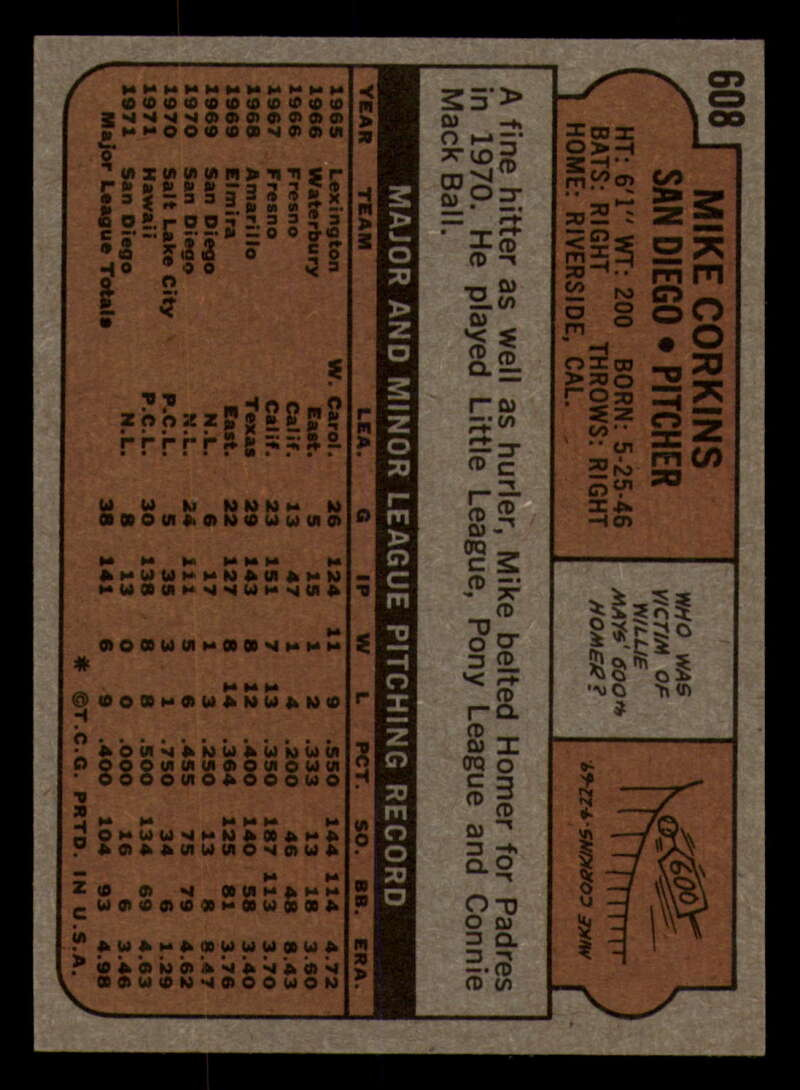 608
MIKE CORKINS
SAN DIEGO • PITCHER
HT: 6'1" WT: 200 BORN: 5-25-46
BATS: RIGHT THROWS: RIGHT
HOME: RIVERSIDE, CAL.
WHO WAS
VICTIM OF
WILLIE
MAYS' 600TH
HOMER?
600
MIKE CORKINS-9-22-69
A fine hitter as well as hurler, Mike belted Homer for Padres
in 1970. He played Little League, Pony League and Connie
Mack Ball.
MAJOR AND MINOR LEAGUE PITCHING RECORD
YEAR TEAM LEA. G IP W L PCT. SO. BB. ERA.
1965 Lexington W. Carol. 26 124 11 9 .550 144 114 4.72
1966 Waterbury East. 5 15 1 2 .333 13 18 3.60
1966 Fresno Calif. 13 47 1 4 .200 46 48 8.43
1967 Fresno Calif. 23 151 7 13 .350 187 113 3.70
1968 Amarillo Texas 29 143 8 12 .400 140 58 3.40
1969 Elmira East. 22 127 8 14 .364 125 81 3.76
1969 San Diego N.L. 6 17 1 3 .250 13 8 8.47
1970 San Diego N.L. 24 111 5 6 .455 75 79 4.62
1970 Salt Lake City P.C.L. 5 35 3 1 .750 34 6 1.29
1971 Hawaii P.C.L. 30 138 8 8 .500 134 69 4.63
1971 San Diego N.L. 8 13 0 0 .000 16 6 3.46
Major League Totals 38 141 6 9 .400 104 93 4.98
* ©T.C.G. PRTD. IN U.S.A.